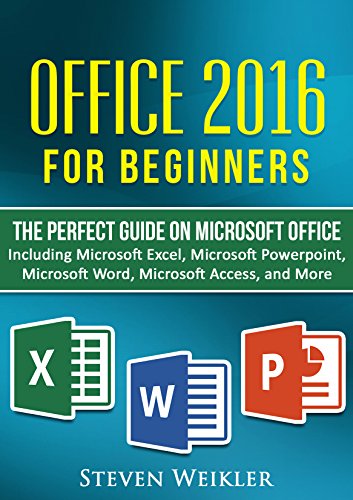 OFFICE 2016
FOR BEGINNERS
THE PERFECT GUIDE ON MICROSOFT OFFICE
Including Microsoft Excel, Microsoft Powerpoint,
Microsoft Word, Microsoft Access, and More
X
W
P
STEVEN WEIKLER